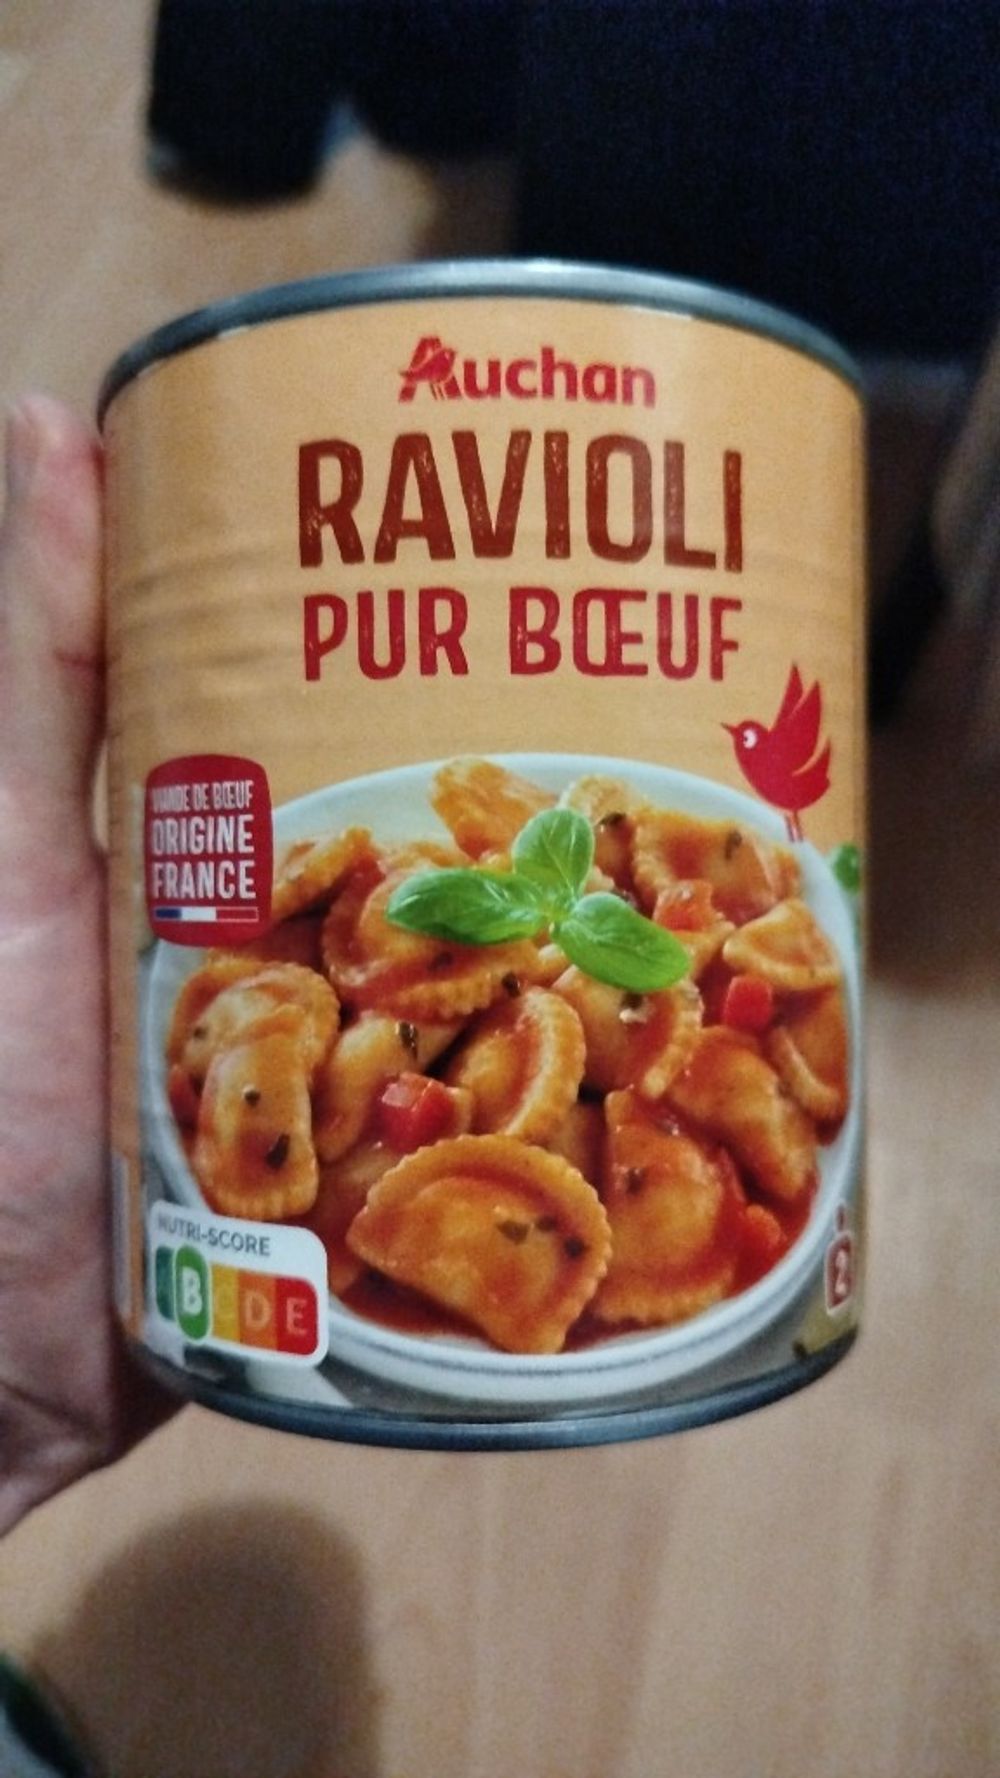 Auchan
RAVIOLI
PUR BŒUF
VIANDE DE BŒUF
ORIGINE
FRANCE
NUTRI-SCORE
B D E
2